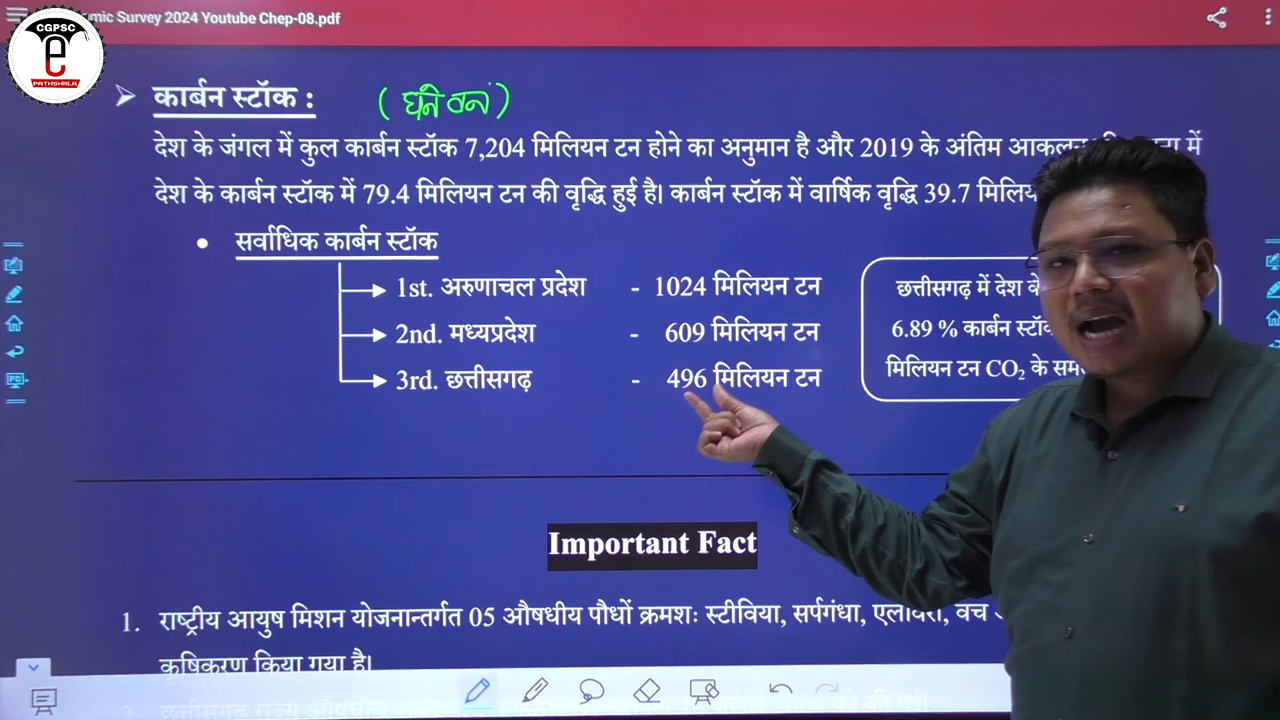 mic Survey 2024 Youtube Chep-08.pdf
CGPSC
e
PATHSHALA
➤ कार्बन स्टॉक : (घने वन)
देश के जंगल में कुल कार्बन स्टॉक 7,204 मिलियन टन होने का अनुमान है और 2019 के अंतिम आकलन में
देश के कार्बन स्टॉक में 79.4 मिलियन टन की वृद्धि हुई है। कार्बन स्टॉक में वार्षिक वृद्धि 39.7
• सर्वाधिक कार्बन स्टॉक
1st. अरुणाचल प्रदेश - 1024 मिलियन टन
2nd. मध्यप्रदेश - 609 मिलियन टन
3rd. छत्तीसगढ़ - 496 मिलियन टन
छत्तीसगढ़ में देश
6.89 % कार्बन
मिलियन टन CO₂ के
Important Fact
1. राष्ट्रीय आयुष मिशन योजनान्तर्गत 05 औषधीय पौधों क्रमशः स्टीविया, सर्पगंधा, एलोवेरा, वच
कृषिकरण किया गया है।